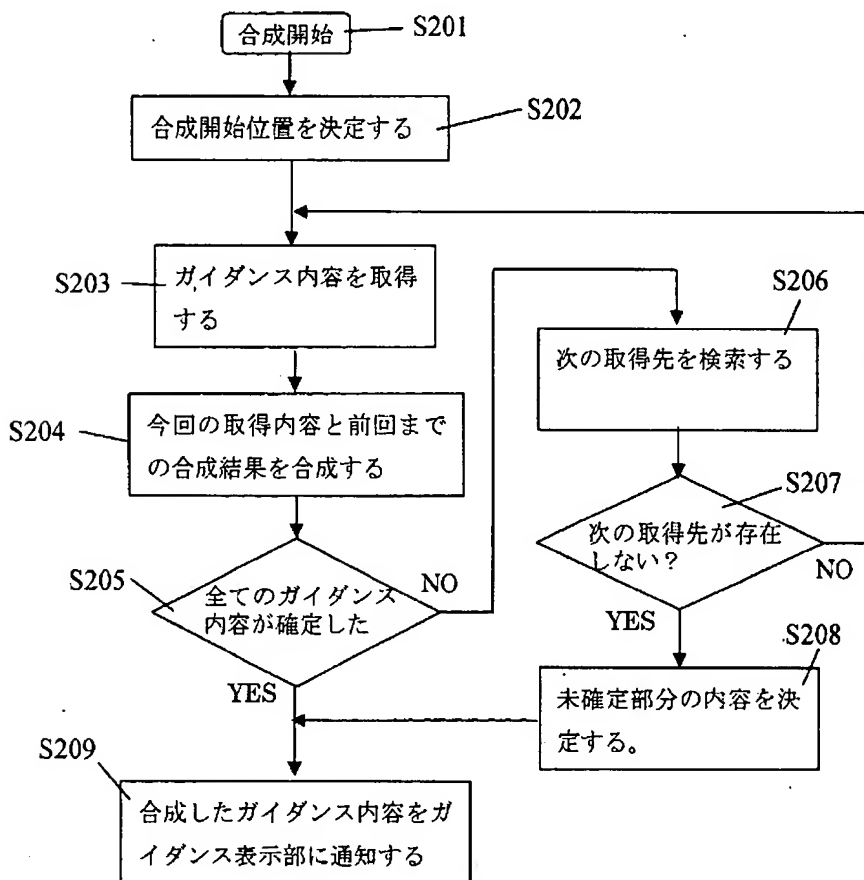 合成開始
S201
合成開始位置を決定する
S202
S203
ガイダンス内容を取得
する
S204
今回の取得内容と前回まで
の合成結果を合成する
S205
全てのガイダンス
内容が確定した
NO
YES
S206
次の取得先を検索する
S207
次の取得先が存在
しない?
NO
YES
S208
未確定部分の内容を決
定する。
S209
合成したガイダンス内容をガ
イダンス表示部に通知する